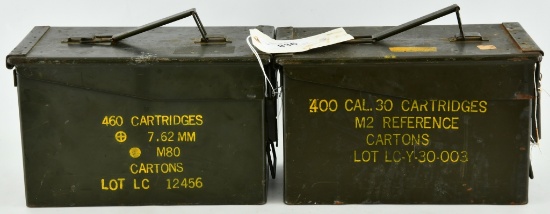 460 CARTRIDGES
7.62 MM
M80
CARTONS
LOT LC 12456
400 CAL. 30 CARTRIDGES
M2 REFERENCE
CARTONS
LOT LC-Y-30-003